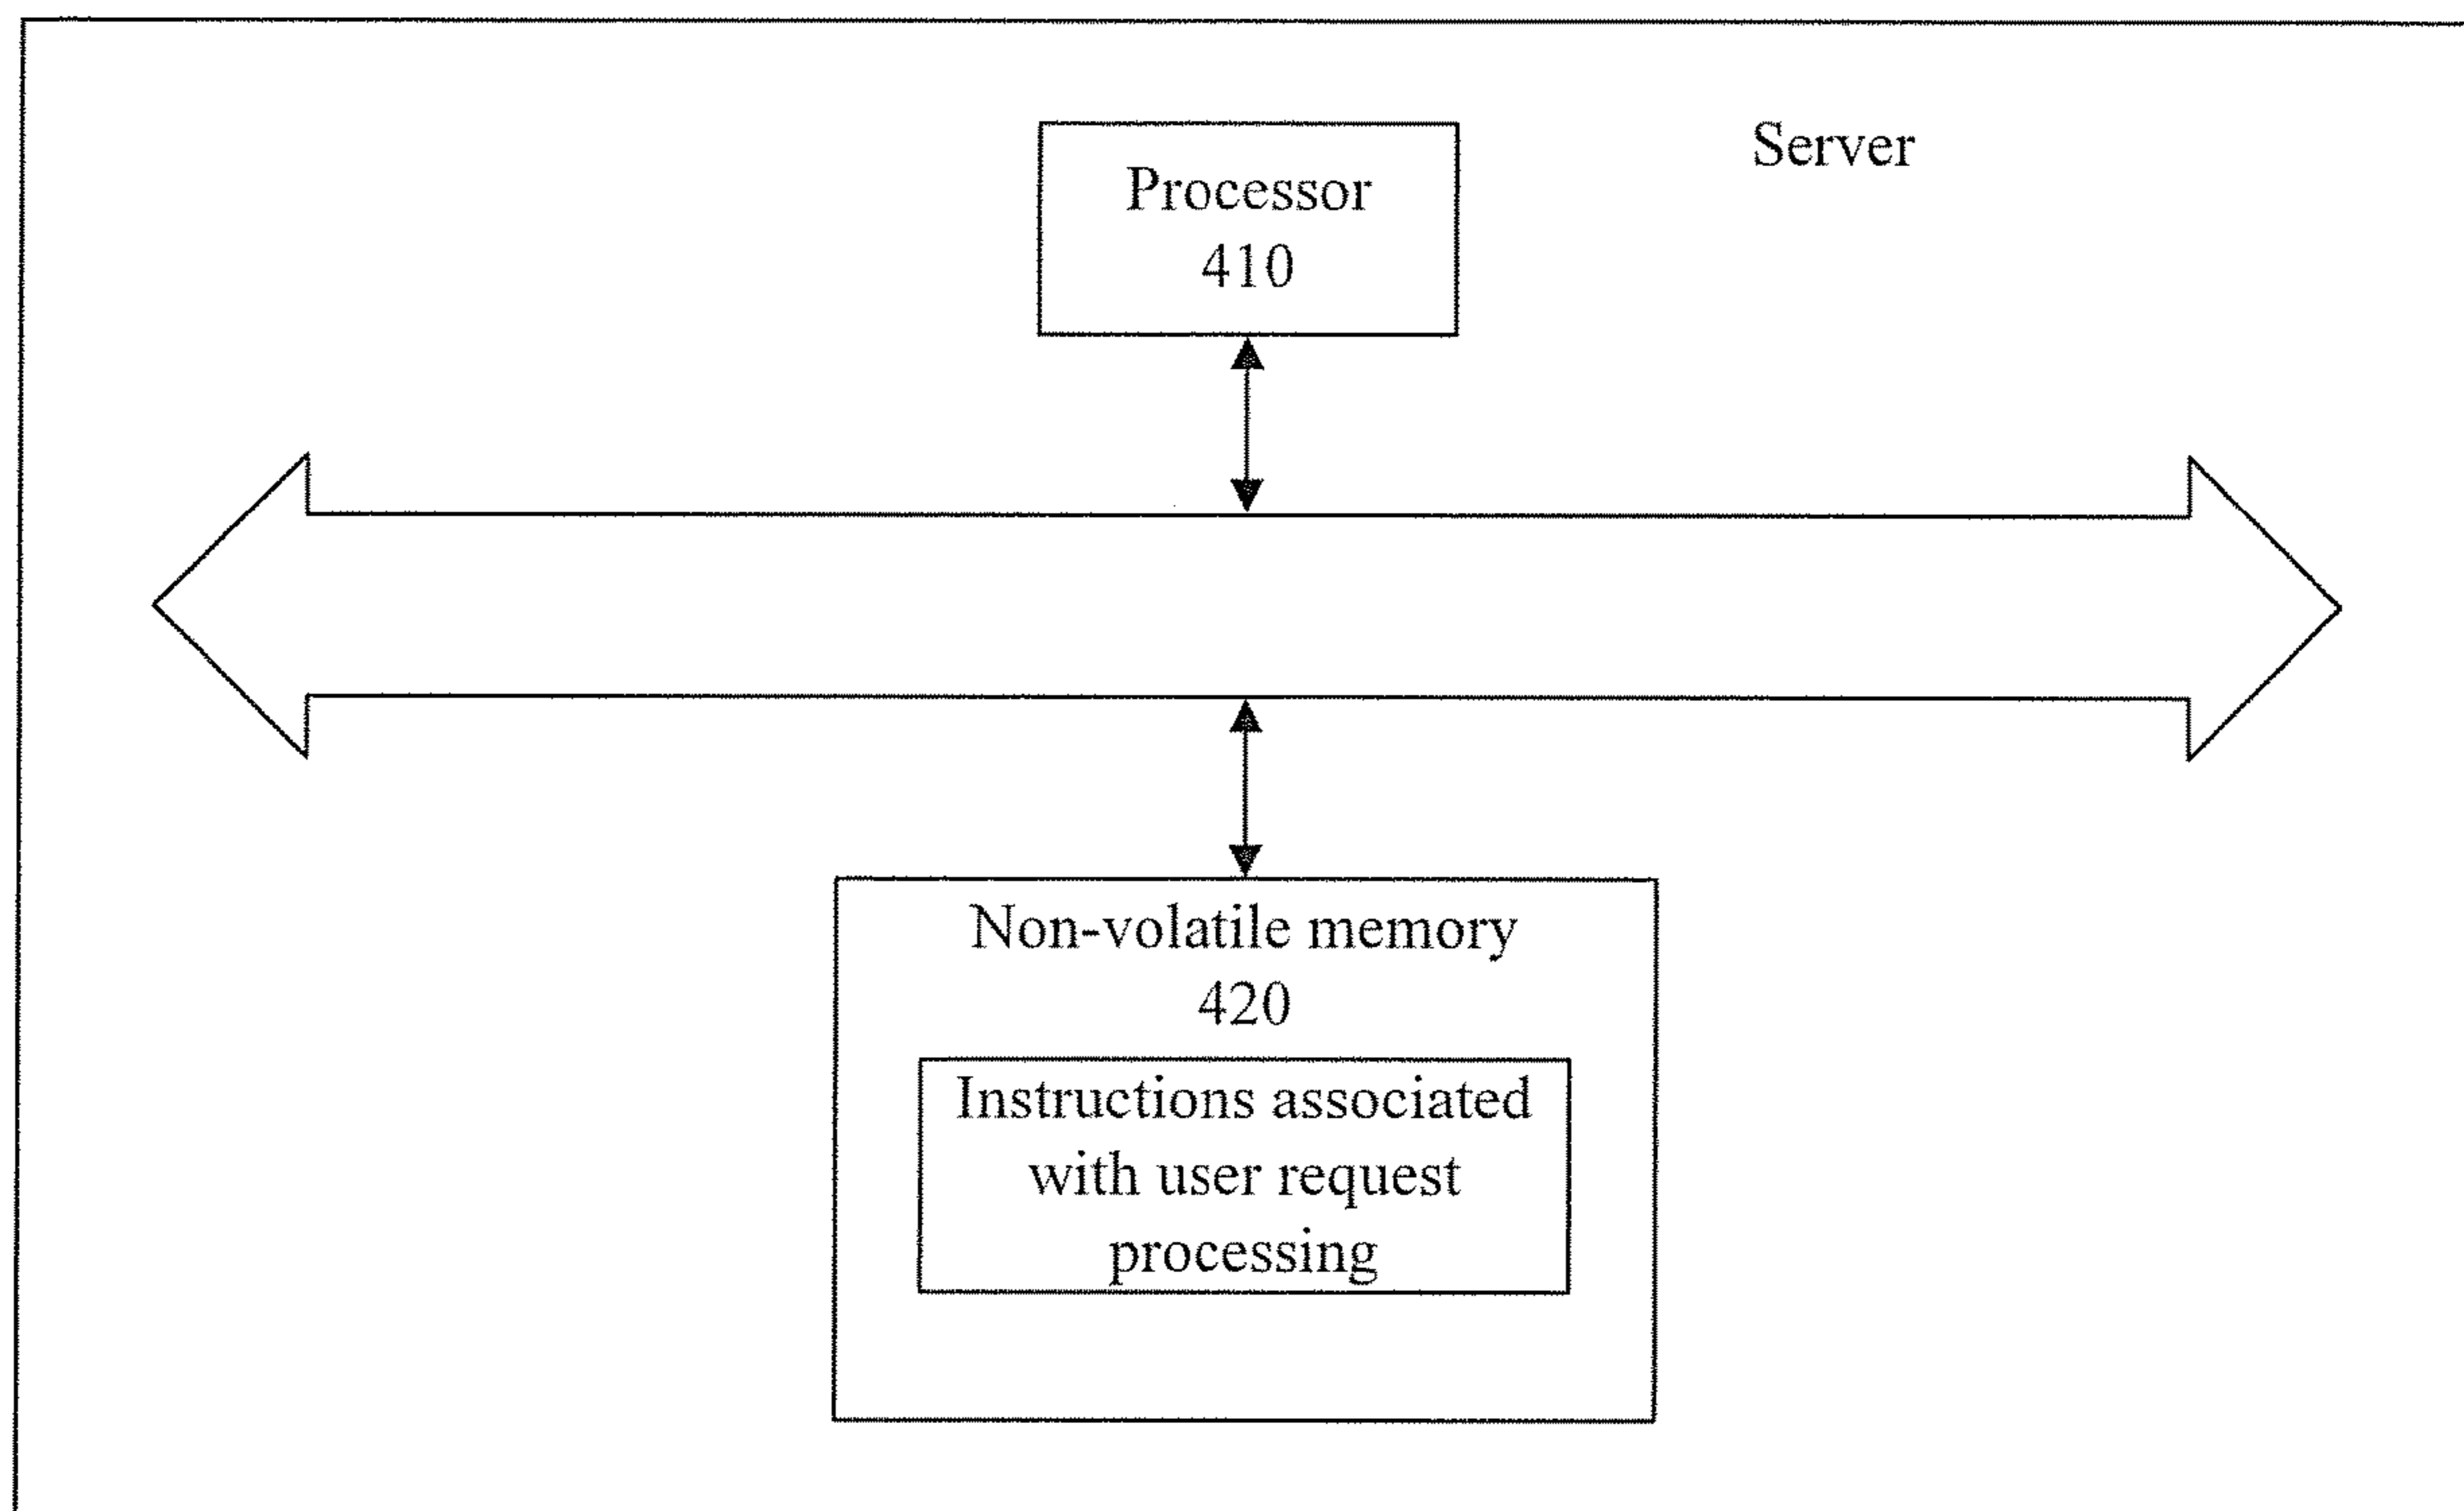 Server
Processor
410
Non-volatile memory
420
Instructions associated
with user request
processing